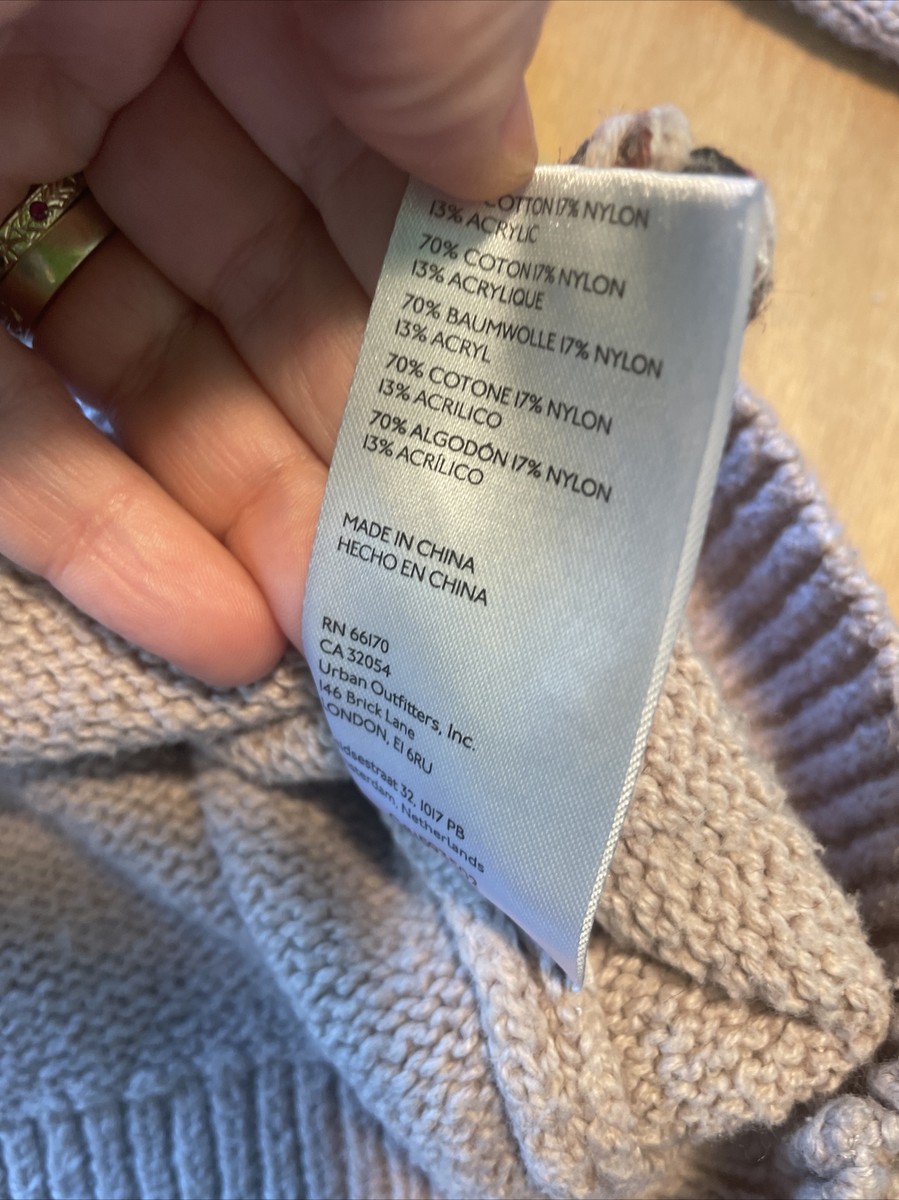 COTTON 17% NYLON
13% ACRYLIC
70% COTON 17% NYLON
13% ACRYLIQUE
70% BAUMWOLLE 17% NYLON
13% ACRYL
70% COTONE 17% NYLON
13% ACRILICO
70% ALGODÓN 17% NYLON
13% ACRÍLICO
MADE IN CHINA
HECHO EN CHINA
RN 66170
CA 32054
Urban Outfitters, Inc.
146 Brick Lane
LONDON, E1 6RU
32, 1017 PB
Netherlands